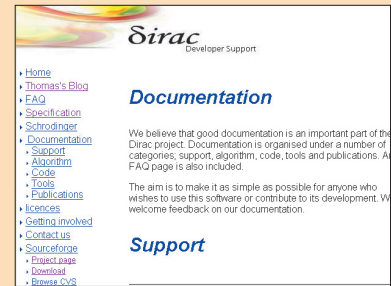 Dirac
Developer Support
Home
Thomas's Blog
FAQ
Specification
Schrodinger
Documentation
Support
Algorithm
Code
Tools
Publications
licences
Getting involved
Contact us
Sourceforge
Project page
Download
Browse CVS
Documentation
We believe that good documentation is an important part of the
Dirac project. Documentation is organised under a number of
categories; support, algorithm, code, tools and publications. A
FAQ page is also included.
The aim is to make it as simple as possible for anyone who
wishes to use this software or contribute to its development. W
welcome feedback on our documentation.
Support